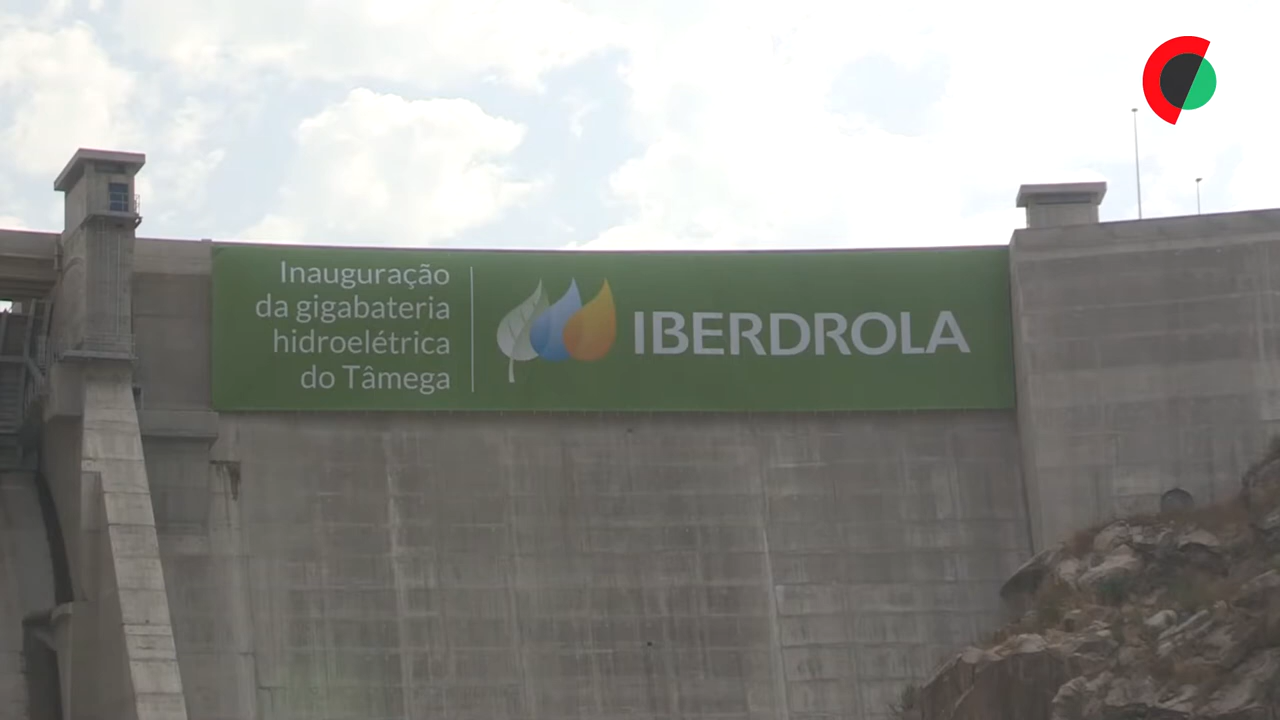 Inauguração
da gigabateria
hidroelétrica
do Tâmega
IBERDROLA